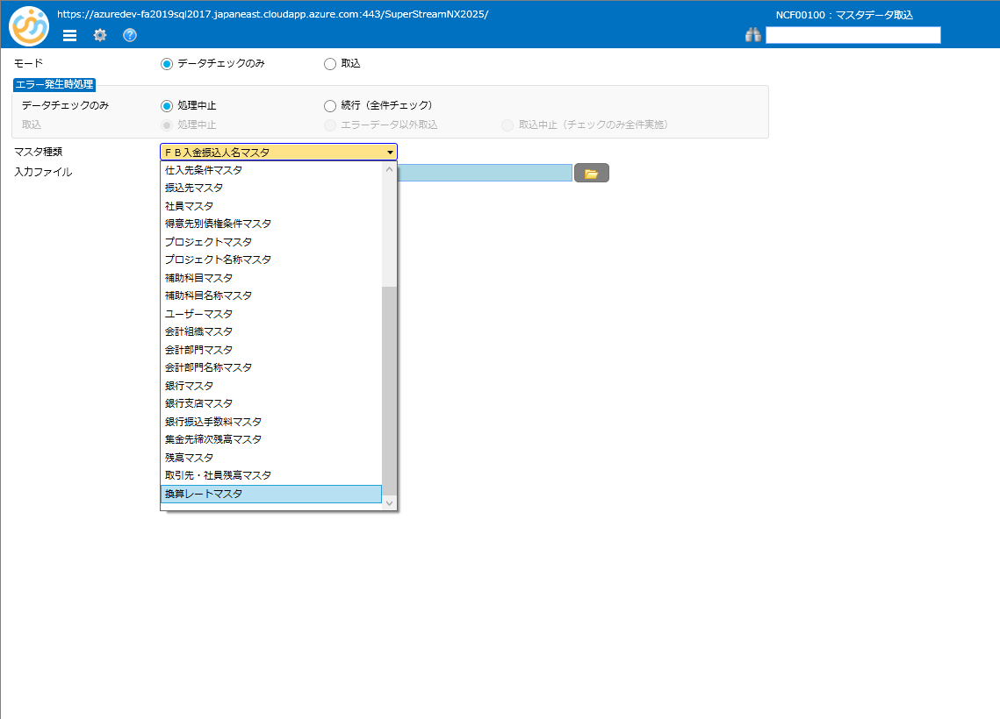 https://azuredev-fa2019sql2017.japaneast.cloudapp.azure.com:443/SuperStreamNX2025/
NCF00100：マスタデータ取込
モード データチェックのみ 取込
エラー発生時処理
データチェックのみ 処理中止 続行（全件チェック）
取込 処理中止 エラーデータ以外取込 取込中止（チェックのみ全件実施）
マスタ種類 ＦＢ入金振込人名マスタ
入力ファイル
仕入先条件マスタ
振込先マスタ
社員マスタ
得意先別債権条件マスタ
プロジェクトマスタ
プロジェクト名称マスタ
補助科目マスタ
補助科目名称マスタ
ユーザーマスタ
会計組織マスタ
会計部門マスタ
会計部門名称マスタ
銀行マスタ
銀行支店マスタ
銀行振込手数料マスタ
集金先締次残高マスタ
残高マスタ
取引先・社員残高マスタ
換算レートマスタ